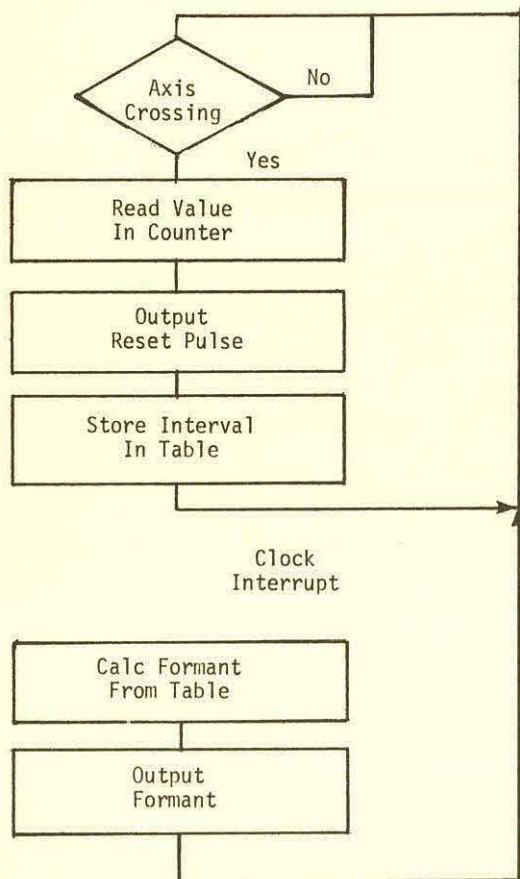 Axis
Crossing
No
Yes
Read Value
In Counter
Output
Reset Pulse
Store Interval
In Table
Clock
Interrupt
Calc Formant
From Table
Output
Formant